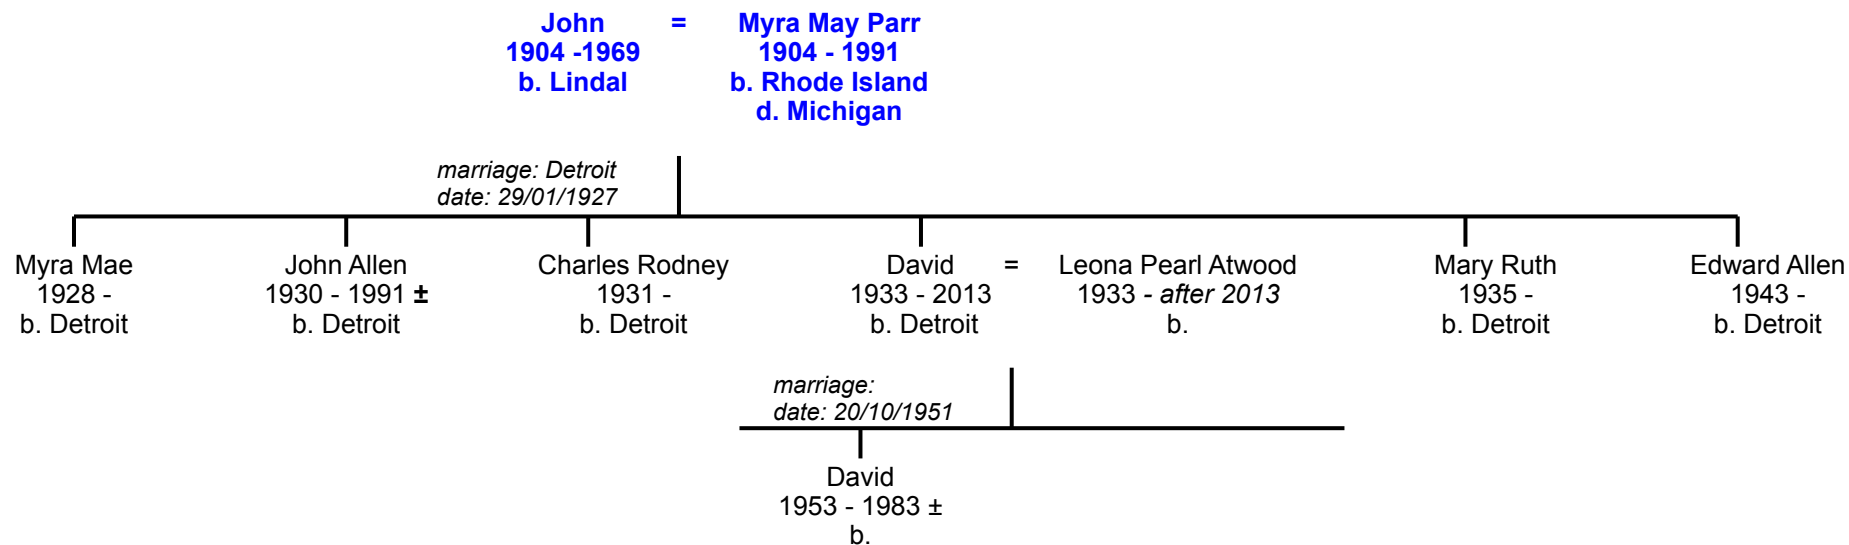 John = Myra May Parr
1904 -1969 1904 - 1991
b. Lindal b. Rhode Island
d. Michigan
marriage: Detroit
date: 29/01/1927
Myra Mae John Allen Charles Rodney David = Leona Pearl Atwood Mary Ruth Edward Allen
1928 - 1930 - 1991 ± 1931 - 1933 - 2013 1933 - after 2013 1935 - 1943 -
b. Detroit b. Detroit b. Detroit b. Detroit b. b. Detroit b. Detroit
marriage:
date: 20/10/1951
David
1953 - 1983 ±
b.